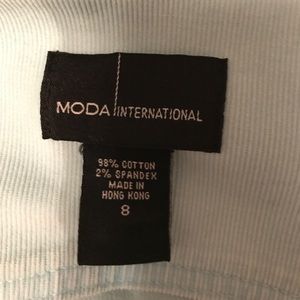 MODA INTERNATIONAL
98% COTTON
2% SPANDEX
MADE IN
HONG KONG
8